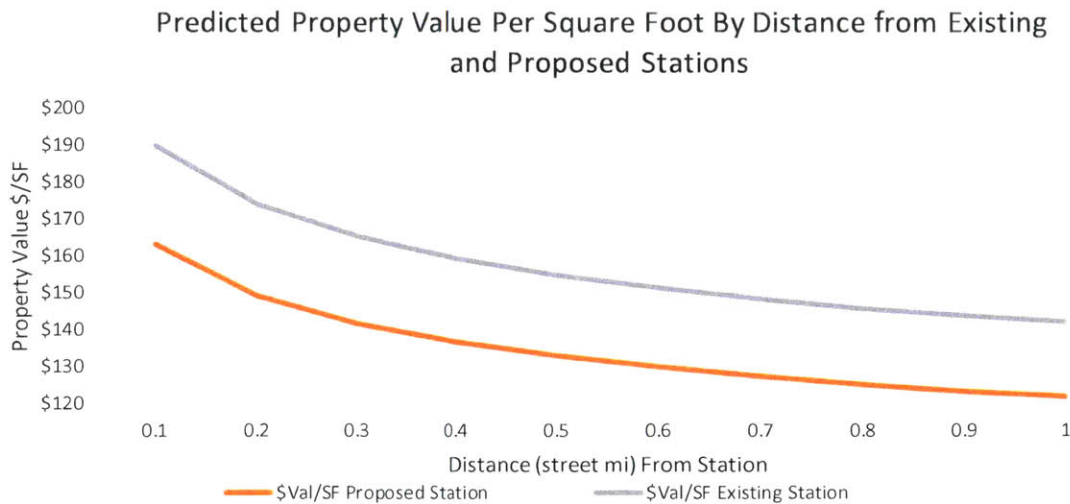 Predicted Property Value Per Square Foot By Distance from Existing
and Proposed Stations
Property Value $/SF
$200
$190
$180
$170
$160
$150
$140
$130
$120
0.1 0.2 0.3 0.4 0.5 0.6 0.7 0.8 0.9 1
Distance (street mi) From Station
$Val/SF Proposed Station $Val/SF Existing Station